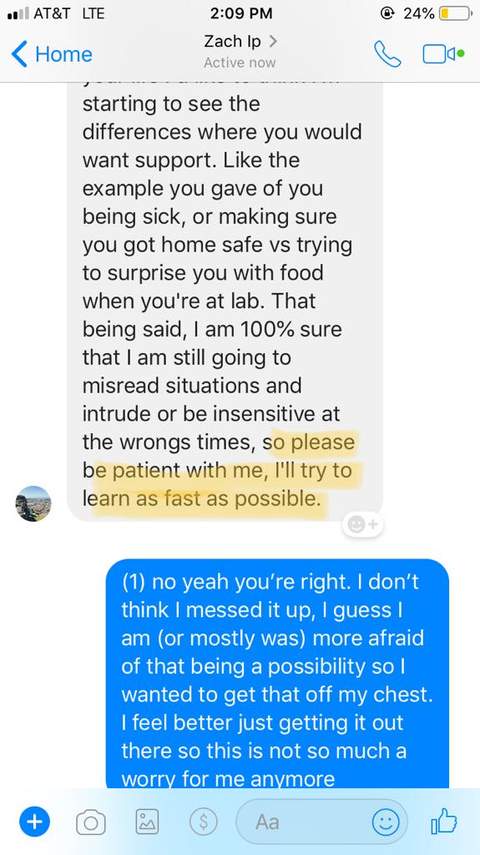 AT&T LTE 2:09 PM 24%
Home Zach Ip
Active now
starting to see the
differences where you would
want support. Like the
example you gave of you
being sick, or making sure
you got home safe vs trying
to surprise you with food
when you're at lab. That
being said, I am 100% sure
that I am still going to
misread situations and
intrude or be insensitive at
the wrongs times, so please
be patient with me, I'll try to
learn as fast as possible.
(1) no yeah you’re right. I don’t
think I messed it up, I guess I
am (or mostly was) more afraid
of that being a possibility so I
wanted to get that off my chest.
I feel better just getting it out
there so this is not so much a
worry for me anymore
Aa